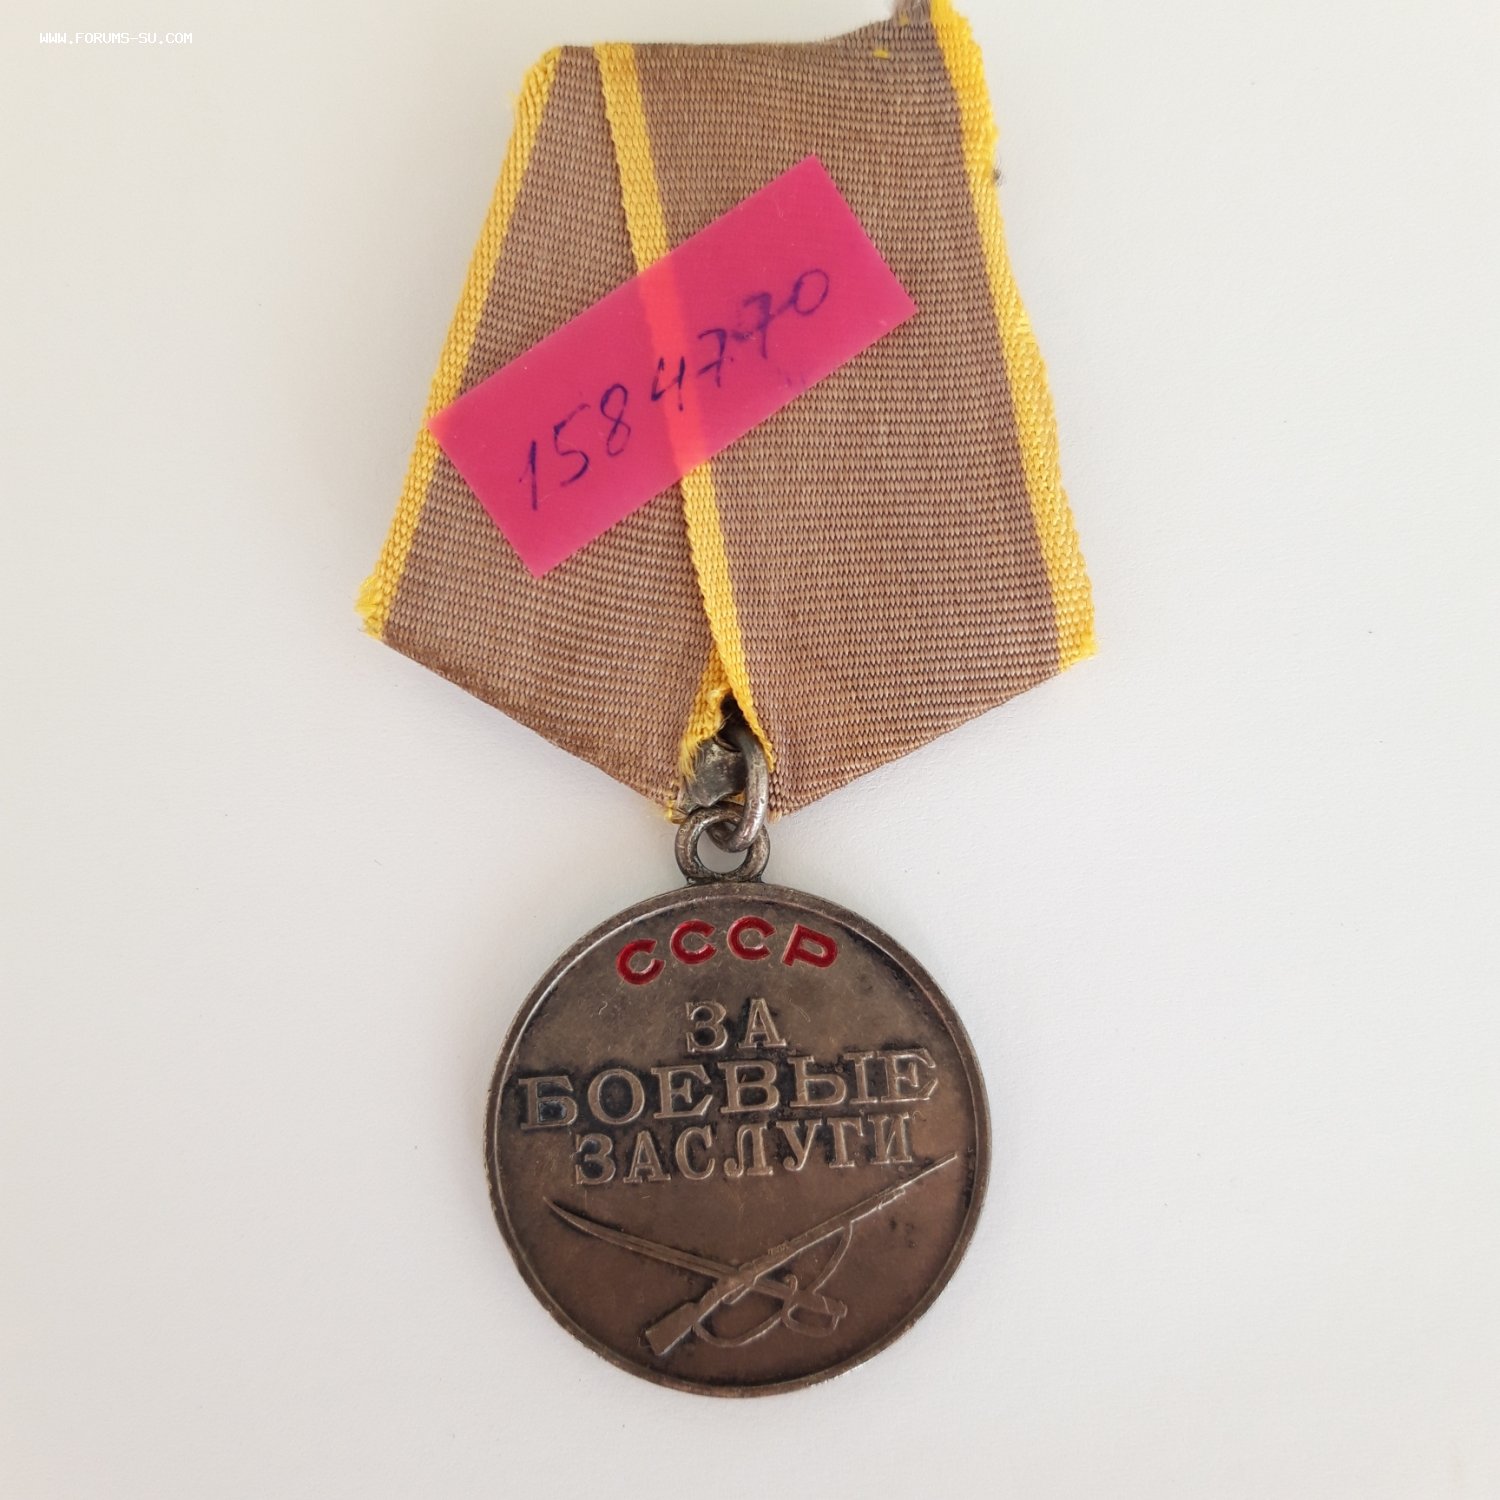 WWW.FORUMS-SU.COM
1584770
СССР
ЗА
БОЕВЫЕ
ЗАСЛУГИ